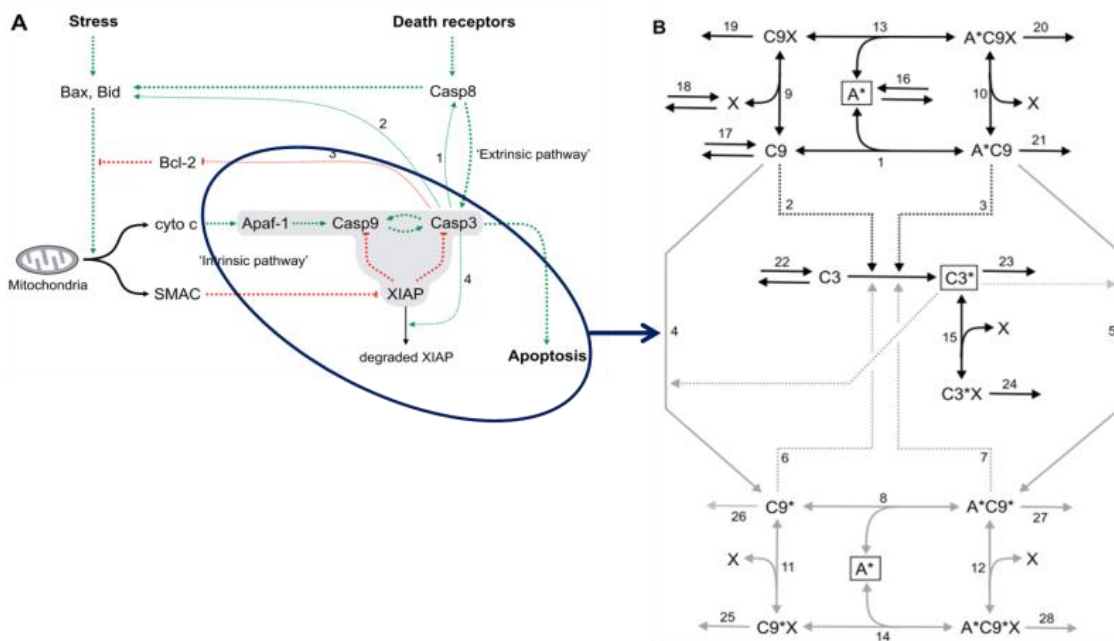 A
Stress
Death receptors
Bax, Bid
Casp8
2
1
'Extrinsic pathway'
Bcl-2
3
cyto c
Apaf-1
Casp9
Casp3
'Intrinsic pathway'
4
Mitochondria
SMAC
XIAP
degraded XIAP
Apoptosis
B
19
C9X
13
A*C9X
20
18
X
9
A*
16
10
X
17
C9
1
A*C9
21
2
3
22
C3
C3*
23
4
15
X
5
C3*X
24
6
7
C9*
8
A*C9*
26
27
X
11
A*
12
X
25
C9*X
14
A*C9*X
28